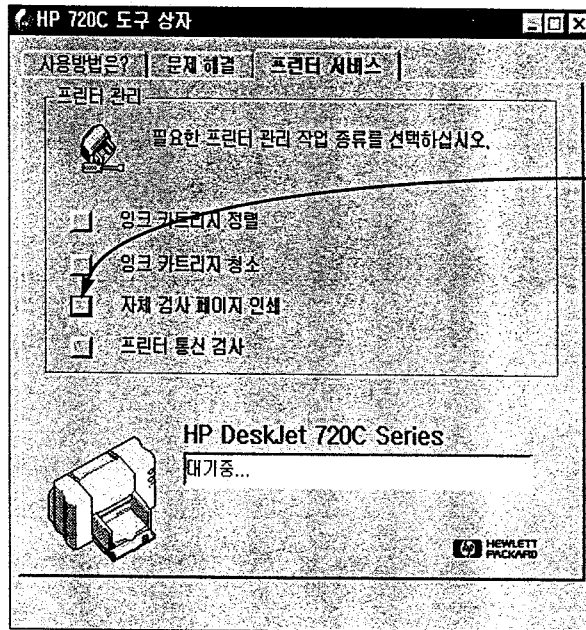 HP 720C 도구 상자
사용방법은? 문제 해결 프린터 서비스
프린터 관리
필요한 프린터 관리 작업 종류를 선택하십시오.
잉크 카트리지 정렬
잉크 카트리지 청소
자체 검사 페이지 인쇄
프린터 통신 검사
HP DeskJet 720C Series
대기중...
hp HEWLETT
PACKARD